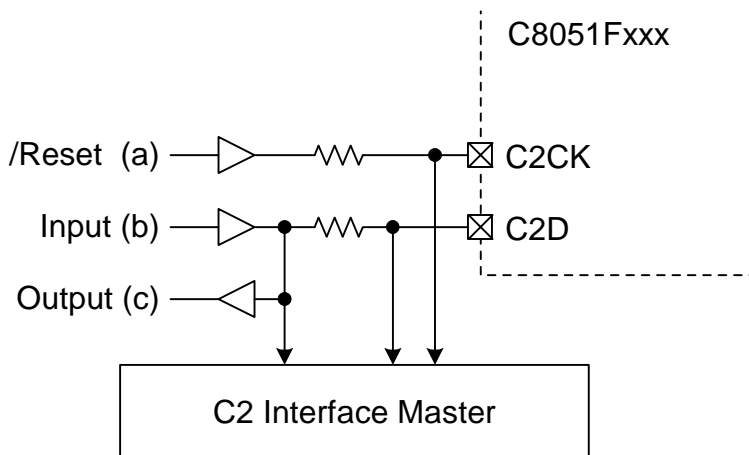 C8051Fxxx
/Reset (a)
C2CK
Input (b)
C2D
Output (c)
C2 Interface Master